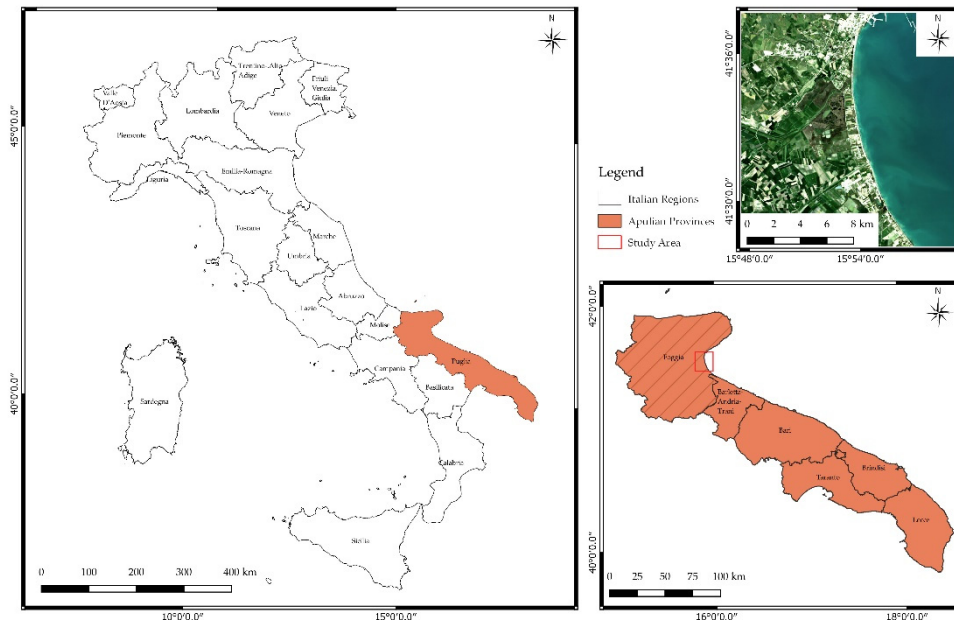 N
Trentino-Alto
Adige
Friuli
Venezia
Giulia
Valle
D'Aosta
Lombardia
Veneto
Piemonte
Emilia-Romagna
Liguria
Toscana
Marche
Umbria
Abruzzo
Lazio
Molise
Puglia
Campania
Basilicata
Sardegna
Calabria
Sicilia
0 100 200 300 400 km
45°0'0.0"
40°0'0.0"
10°0'0.0"
15°0'0.0"
Legend
Italian Regions
Apulian Provinces
Study Area
N
41°36'0.0"
41°30'0.0"
0 2 4 6 8 km
15°48'0.0"
15°54'0.0"
N
42°0'0.0"
40°0'0.0"
Foggia
Barletta-
Andria-
Trani
Bari
Brindisi
Taranto
Lecce
0 25 50 75 100 km
16°0'0.0"
18°0'0.0"